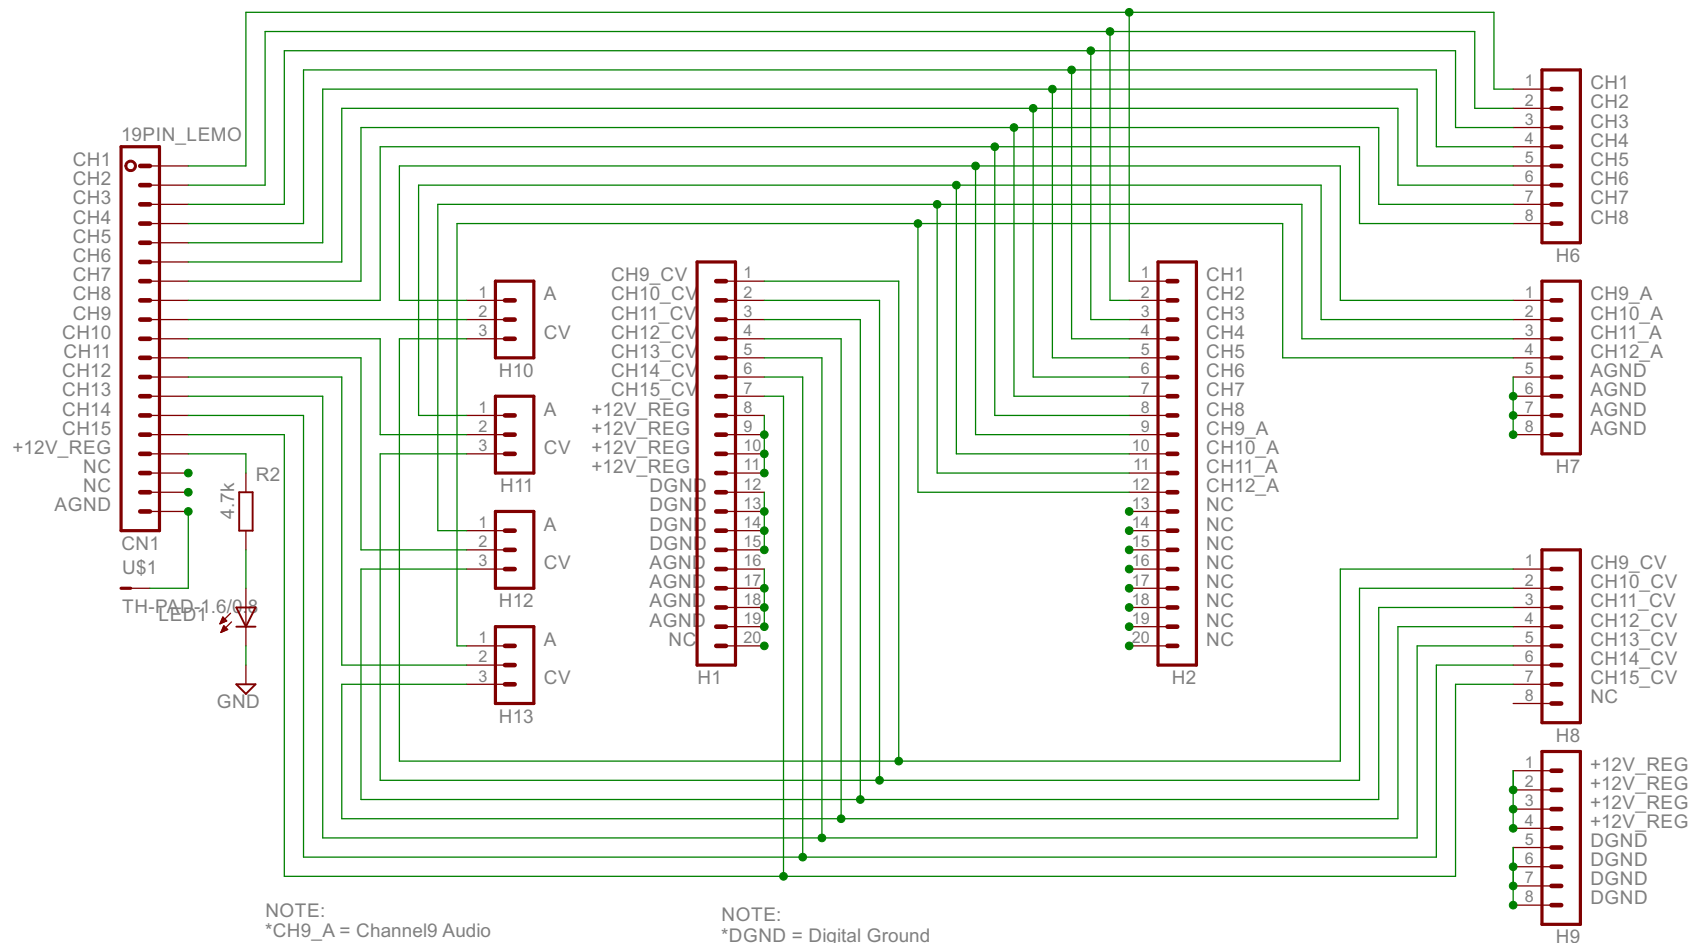 19PIN_LEMO
CH1
CH2
CH3
CH4
CH5
CH6
CH7
CH8
CH9
CH10
CH11
CH12
CH13
CH14
CH15
+12V_REG
NC
NC
AGND
CN1
U$1
TH-PAD-1.6/0.8
LED1
R2
4.7k
GND
1 A
2
3 CV
H10
1 A
2
3 CV
H11
1 A
2
3 CV
H12
1 A
2
3 CV
H13
CH9_CV 1
CH10_CV 2
CH11_CV 3
CH12_CV 4
CH13_CV 5
CH14_CV 6
CH15_CV 7
+12V_REG 8
+12V_REG 9
+12V_REG 10
+12V_REG 11
DGND 12
DGND 13
DGND 14
DGND 15
AGND 16
AGND 17
AGND 18
AGND 19
NC 20
H1
1 CH1
2 CH2
3 CH3
4 CH4
5 CH5
6 CH6
7 CH7
8 CH8
9 CH9_A
10 CH10_A
11 CH11_A
12 CH12_A
13 NC
14 NC
15 NC
16 NC
17 NC
18 NC
19 NC
20 NC
H2
1 CH1
2 CH2
3 CH3
4 CH4
5 CH5
6 CH6
7 CH7
8 CH8
H6
1 CH9_A
2 CH10_A
3 CH11_A
4 CH12_A
5 AGND
6 AGND
7 AGND
8 AGND
H7
1 CH9_CV
2 CH10_CV
3 CH11_CV
4 CH12_CV
5 CH13_CV
6 CH14_CV
7 CH15_CV
8 NC
H8
1 +12V_REG
2 +12V_REG
3 +12V_REG
4 +12V_REG
5 DGND
6 DGND
7 DGND
8 DGND
H9
NOTE:
*CH9_A = Channel9 Audio
NOTE:
*DGND = Digital Ground